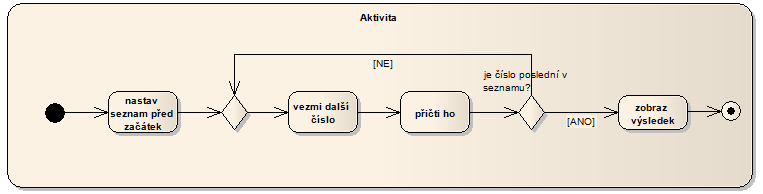 Aktivita
[NE]
je číslo poslední v
seznamu?
nastav
seznam před
začátek
vezmi další
číslo
přičti ho
zobraz
výsledek
[ANO]